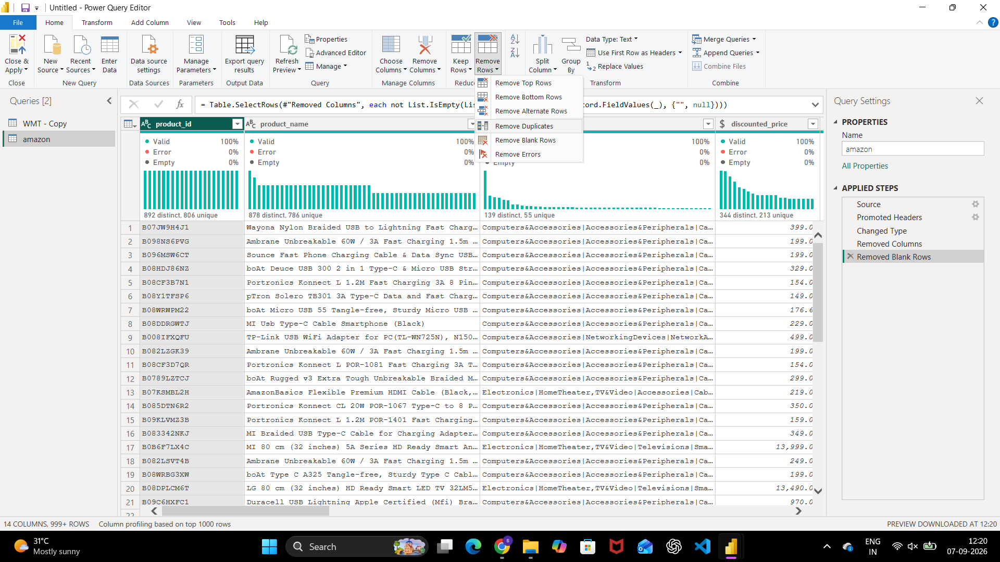 Untitled - Power Query Editor
File Home Transform Add Column View Tools Help
Close & Apply
New Source
Recent Sources
Enter Data
Data source settings
Manage Parameters
Export query results
Refresh Preview
Properties
Advanced Editor
Manage
Choose Columns
Remove Columns
Keep Rows
Remove Rows
Split Column
Group By
Data Type: Text
Use First Row as Headers
Replace Values
Merge Queries
Append Queries
Combine Files
Close
New Query
Data Sources
Parameters
Output Data
Query
Manage Columns
Transform
Combine
Remove Top Rows
Remove Bottom Rows
Remove Alternate Rows
Remove Duplicates
Remove Blank Rows
Remove Errors
Queries [2]
WMT - Copy
amazon
fx
= Table.SelectRows(#"Removed Columns", each not List.IsEmpty(Lis
ord.FieldValues(_), {"", null})))
product_id product_name discounted_price
Valid 100% Valid 100% 100% Valid 100%
Error 0% Error 0% 0% Error 0%
Empty 0% Empty 0% Empty 0% Empty 0%
892 distinct, 806 unique 878 distinct, 786 unique 139 distinct, 55 unique 344 distinct, 213 unique
1 B07JW9H4J1 Wayona Nylon Braided USB to Lightning Fast Charg… Computers&Accessories|Accessories&Peripherals|Ca… 399.0
2 B098NS6PVG Ambrane Unbreakable 60W / 3A Fast Charging 1.5m … Computers&Accessories|Accessories&Peripherals|Ca… 199.0
3 B096MSW6CT Sounce Fast Phone Charging Cable & Data Sync USB… Computers&Accessories|Accessories&Peripherals|Ca… 199.0
4 B08HDJ86NZ boAt Deuce USB 300 2 in 1 Type-C & Micro USB Str… Computers&Accessories|Accessories&Peripherals|Ca… 329.0
5 B08CF3B7N1 Portronics Konnect L 1.2M Fast Charging 3A 8 Pin… Computers&Accessories|Accessories&Peripherals|Ca… 154.0
6 B08Y1TFSP6 pTron Solero TB301 3A Type-C Data and Fast Charg… Computers&Accessories|Accessories&Peripherals|Ca… 149.0
7 B08WRWPM22 boAt Micro USB 55 Tangle-free, Sturdy Micro USB … Computers&Accessories|Accessories&Peripherals|Ca… 176.6
8 B08DDRGWTJ MI Usb Type-C Cable Smartphone (Black) Computers&Accessories|Accessories&Peripherals|Ca… 229.0
9 B008IFXQFU TP-Link USB WiFi Adapter for PC(TL-WN725N), N150… Computers&Accessories|NetworkingDevices|NetworkA… 499.0
10 B082LZGK39 Ambrane Unbreakable 60W / 3A Fast Charging 1.5m … Computers&Accessories|Accessories&Peripherals|Ca… 199.0
11 B08CF3D7QR Portronics Konnect L POR-1081 Fast Charging 3A T… Computers&Accessories|Accessories&Peripherals|Ca… 154.0
12 B0789LZTCJ boAt Rugged v3 Extra Tough Unbreakable Braided M… Computers&Accessories|Accessories&Peripherals|Ca… 299.0
13 B07KSMBL2H AmazonBasics Flexible Premium HDMI Cable (Black,… Electronics|HomeTheater,TV&Video|Accessories|Cab… 219.0
14 B085DTN6R2 Portronics Konnect CL 20W POR-1067 Type-C to 8 P… Computers&Accessories|Accessories&Peripherals|Ca… 350.0
15 B09KLVMZ3B Portronics Konnect L 1.2M POR-1401 Fast Charging… Computers&Accessories|Accessories&Peripherals|Ca… 159.0
16 B083342NKJ MI Braided USB Type-C Cable for Charging Adapter… Computers&Accessories|Accessories&Peripherals|Ca… 349.0
17 B0B6F7LX4C MI 80 cm (32 inches) 5A Series HD Ready Smart An… Electronics|HomeTheater,TV&Video|Televisions|Sma… 13,999.0
18 B082LSVT4B Ambrane Unbreakable 60W / 3A Fast Charging 1.5m … Computers&Accessories|Accessories&Peripherals|Ca… 249.0
19 B08WRBG3XW boAt Type C A325 Tangle-free, Sturdy Type C Cabl… Computers&Accessories|Accessories&Peripherals|Ca… 199.0
20 B08DPLCM6T LG 80 cm (32 inches) HD Ready Smart LED TV 32LM5… Electronics|HomeTheater,TV&Video|Televisions|Sma… 13,490.0
21 B09C6HXFC1 Duracell USB Lightning Apple Certified (Mfi) Bra… Computers&Accessories|Accessories&Peripherals|Ca… 970.0
22
Query Settings
PROPERTIES
Name
amazon
All Properties
APPLIED STEPS
Source
Promoted Headers
Changed Type
Removed Columns
Removed Blank Rows
14 COLUMNS, 999+ ROWS Column profiling based on top 1000 rows PREVIEW DOWNLOADED AT 12:20
31°C
Mostly sunny
Search
ENG
IN
12:20
07-09-2026